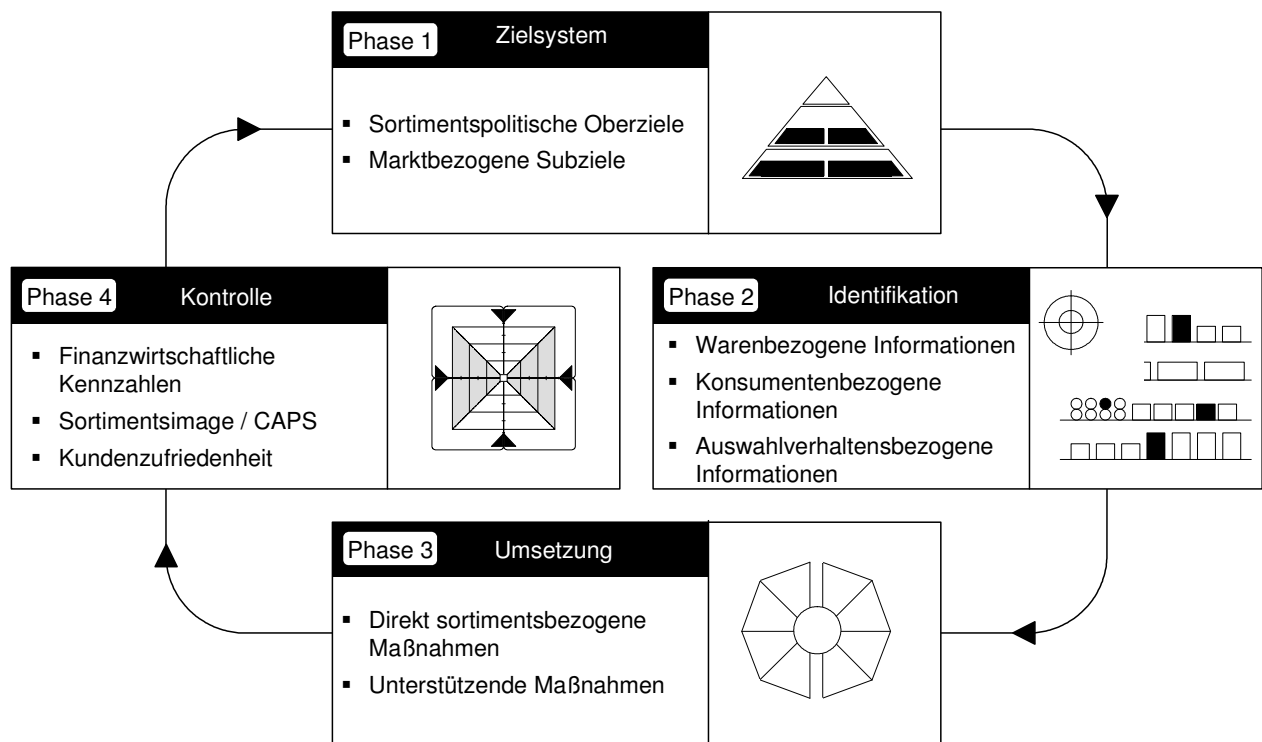 Phase 1 Zielsystem
▪ Sortimentspolitische Oberziele
▪ Marktbezogene Subziele
Phase 2 Identifikation
▪ Warenbezogene Informationen
▪ Konsumentenbezogene
Informationen
▪ Auswahlverhaltensbezogene
Informationen
Phase 3 Umsetzung
▪ Direkt sortimentsbezogene
Maßnahmen
▪ Unterstützende Maßnahmen
Phase 4 Kontrolle
▪ Finanzwirtschaftliche
Kennzahlen
▪ Sortimentsimage / CAPS
▪ Kundenzufriedenheit